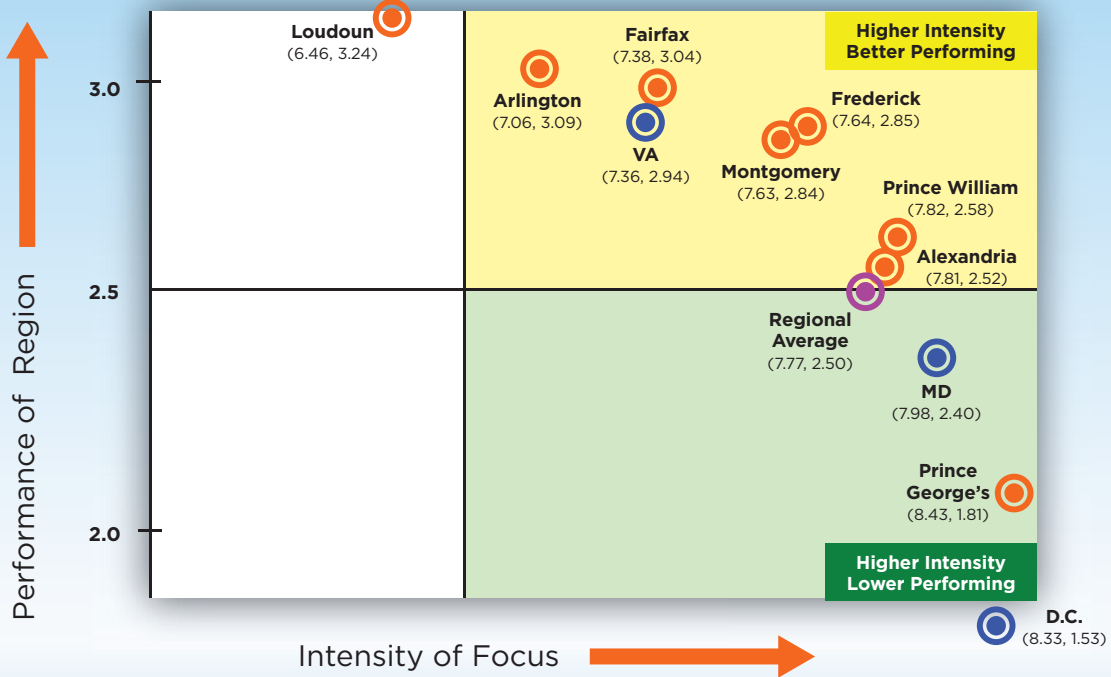 Loudoun
(6.46, 3.24)
Fairfax
(7.38, 3.04)
Higher Intensity
Better Performing
3.0
Arlington
(7.06, 3.09)
Frederick
(7.64, 2.85)
VA
(7.36, 2.94)
Montgomery
(7.63, 2.84)
Prince William
(7.82, 2.58)
Alexandria
(7.81, 2.52)
2.5
Regional
Average
(7.77, 2.50)
MD
(7.98, 2.40)
Prince
George's
(8.43, 1.81)
2.0
Higher Intensity
Lower Performing
D.C.
(8.33, 1.53)
Performance of Region
Intensity of Focus